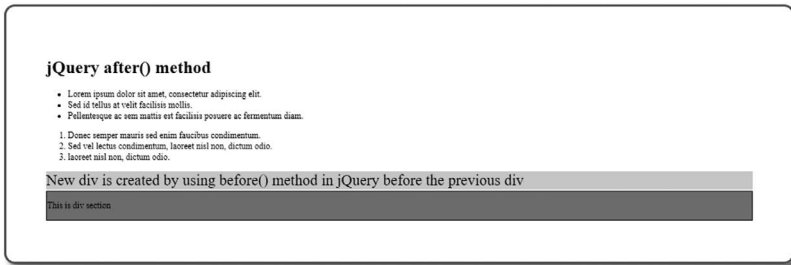 jQuery after() method
• Lorem ipsum dolor sit amet, consectetur adipiscing elit.
• Sed id tellus at velit facilisis mollis.
• Pellentesque ac sem mattis est facilisis posuere ac fermentum diam.
1. Donec semper mauris sed enim faucibus condimentum.
2. Sed vel lectus condimentum, laoreet nisl non, dictum odio.
3. laoreet nisl non, dictum odio.
New div is created by using before() method in jQuery before the previous div
This is div section